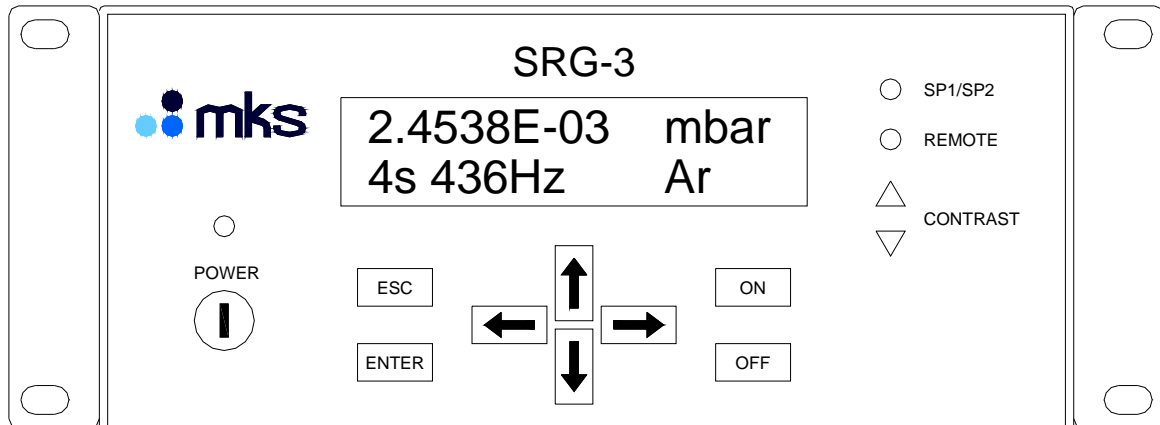 SRG-3
mks
2.4538E-03 mbar
4s 436Hz Ar
SP1/SP2
REMOTE
CONTRAST
POWER
ESC
ON
ENTER
OFF